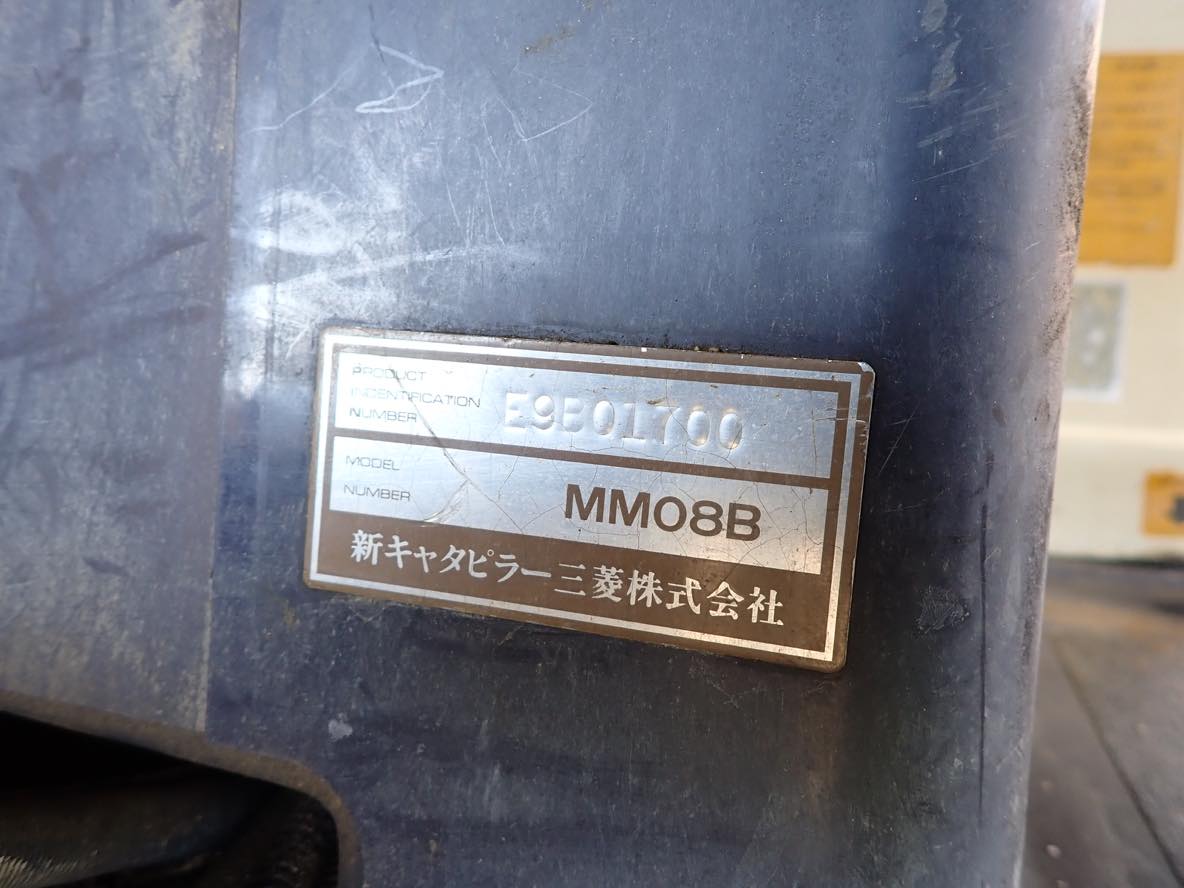 PRODUCT
INDENTIFICATION
NUMBER
E9B01700
MODEL
NUMBER
MM08B
新キャタピラー三菱株式会社